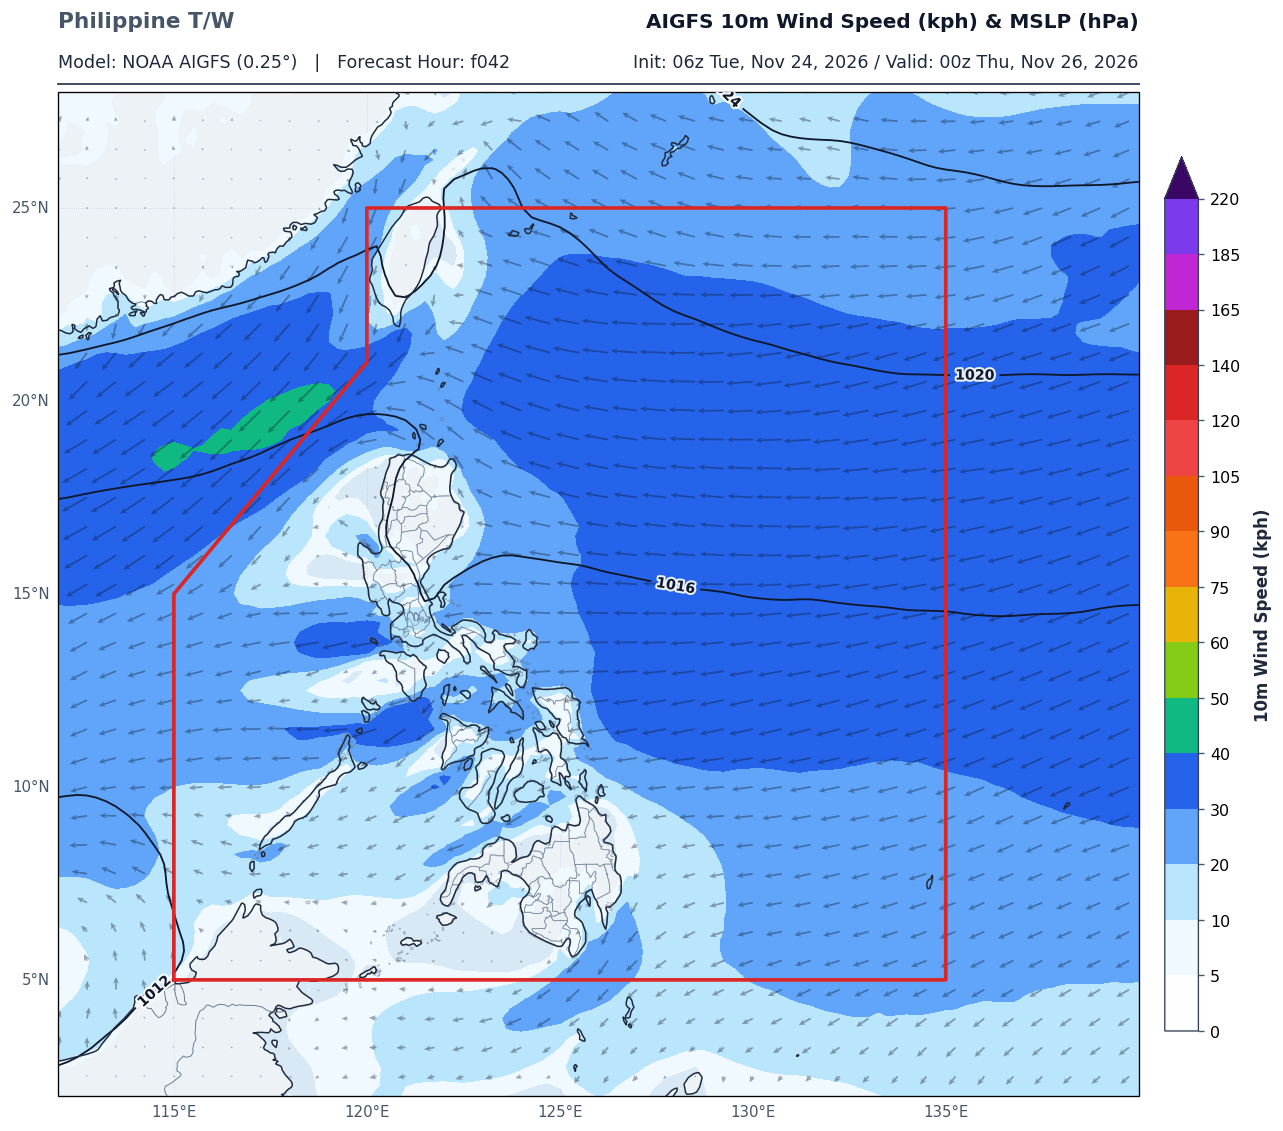 Philippine T/W
AIGFS 10m Wind Speed (kph) & MSLP (hPa)
Model: NOAA AIGFS (0.25°)   |   Forecast Hour: f042
Init: 06z Tue, Nov 24, 2026 / Valid: 00z Thu, Nov 26, 2026
24
25°N
20°N
15°N
10°N
5°N
1020
1016
1012
115°E
120°E
125°E
130°E
135°E
220
185
165
140
120
105
90
75
60
50
40
30
20
10
5
0
10m Wind Speed (kph)